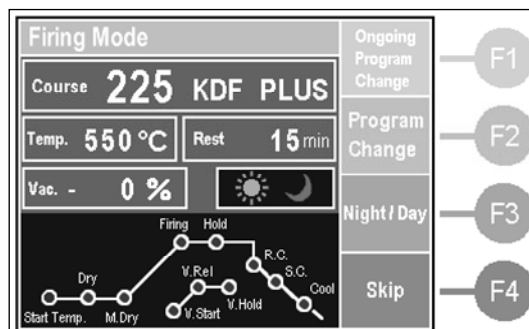 Firing Mode
Course 225 KDF PLUS
Temp. 550 °C
Rest 15 min
Vac. - 0 %
Firing Hold
R.C.
S.C.
Cool
Dry
V.Rel
V.Hold
Start Temp. M.Dry V.Start
Ongoing
Program
Change
F1
Program
Change
F2
Night / Day
F3
Skip
F4